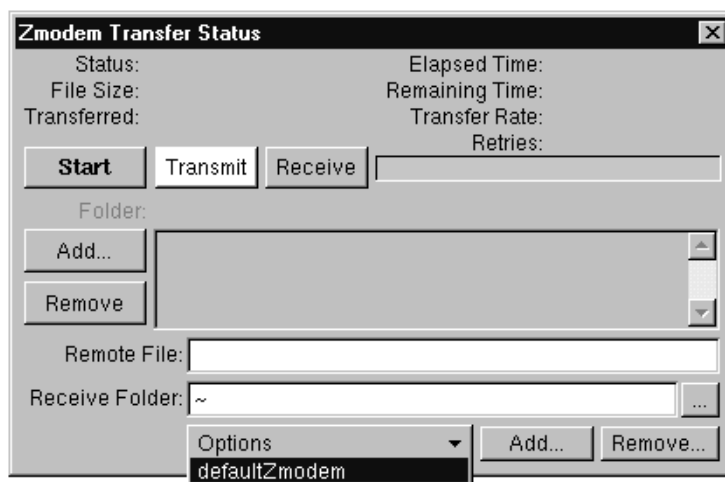 Zmodem Transfer Status
Status: Elapsed Time:
File Size: Remaining Time:
Transferred: Transfer Rate:
Retries:
Start Transmit Receive
Folder:
Add...
Remove
Remote File:
Receive Folder: ~ ...
Options Add... Remove...
defaultZmodem